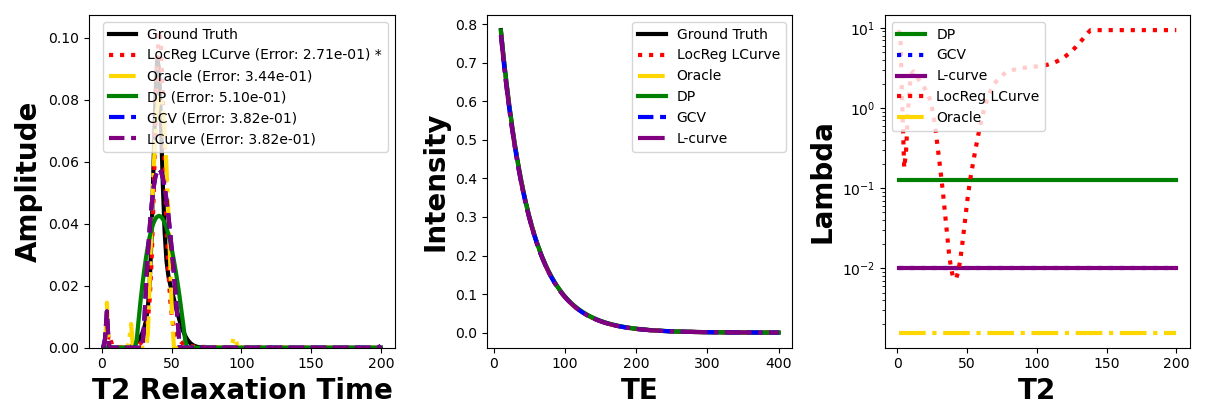 Amplitude
0.10
0.08
0.06
0.04
0.02
0.00
Ground Truth
LocReg LCurve (Error: 2.71e-01) *
Oracle (Error: 3.44e-01)
DP (Error: 5.10e-01)
GCV (Error: 3.82e-01)
LCurve (Error: 3.82e-01)
0 50 100 150 200
T2 Relaxation Time
Intensity
0.8
0.7
0.6
0.5
0.4
0.3
0.2
0.1
0.0
Ground Truth
LocReg LCurve
Oracle
DP
GCV
L-curve
0 100 200 300 400
TE
Lambda
10¹
10⁰
10⁻¹
10⁻²
DP
GCV
L-curve
LocReg LCurve
Oracle
0 50 100 150 200
T2